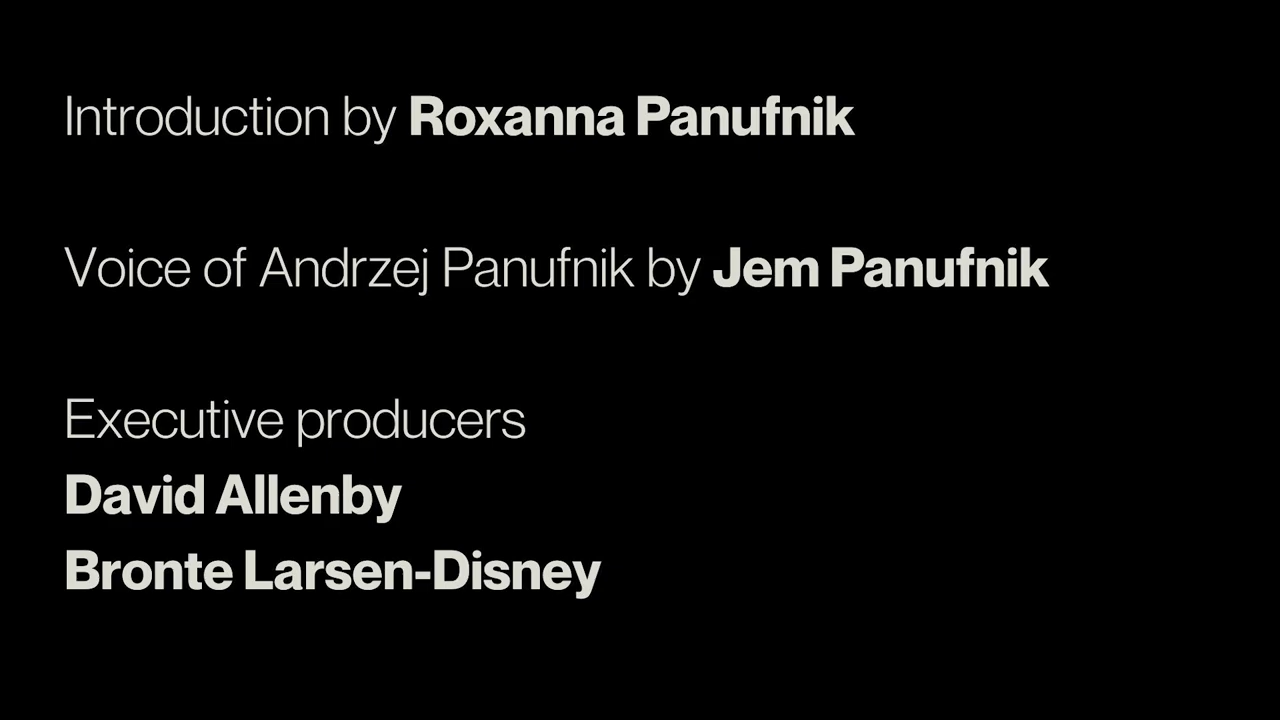 Introduction by Roxanna Panufnik
Voice of Andrzej Panufnik by Jem Panufnik
Executive producers
David Allenby
Bronte Larsen-Disney